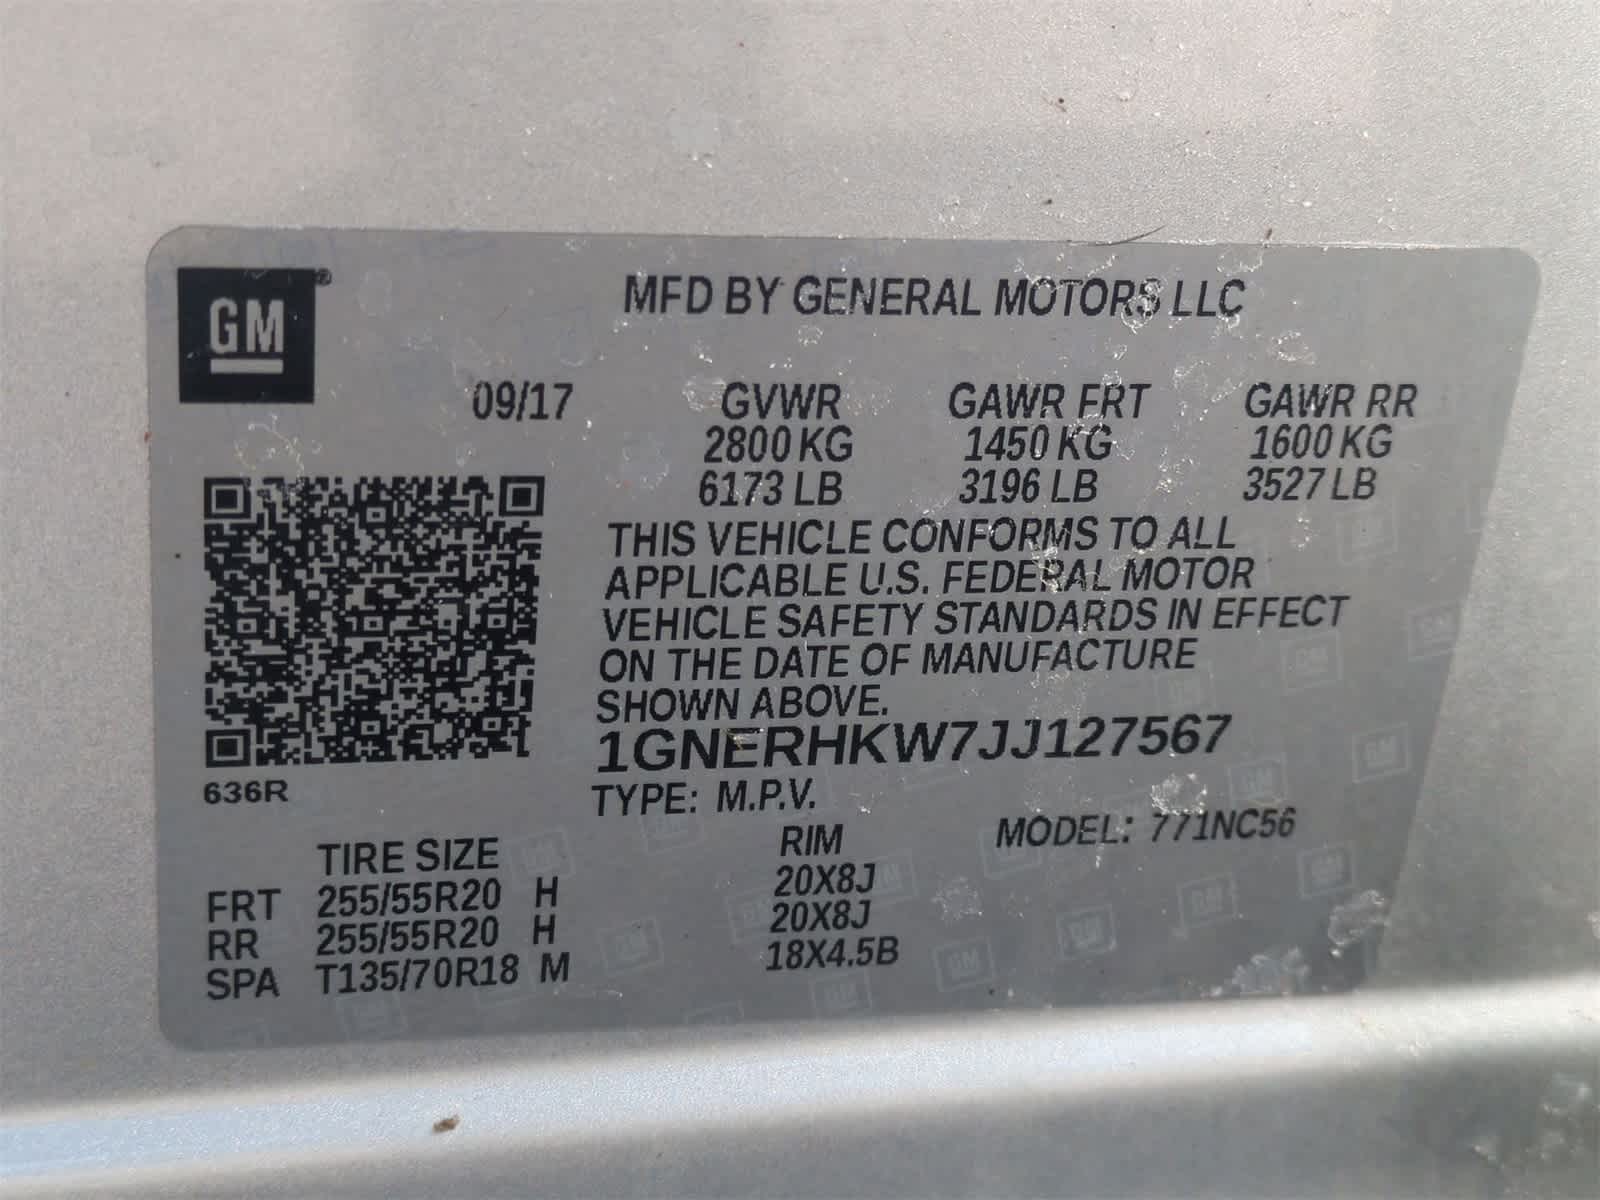 GM®
MFD BY GENERAL MOTORS LLC
09/17 GVWR GAWR FRT GAWR RR
2800 KG 1450 KG 1600 KG
6173 LB 3196 LB 3527 LB
THIS VEHICLE CONFORMS TO ALL
APPLICABLE U.S. FEDERAL MOTOR
VEHICLE SAFETY STANDARDS IN EFFECT
ON THE DATE OF MANUFACTURE
SHOWN ABOVE.
1GNERHKW7JJ127567
636R
TYPE: M.P.V.
MODEL: 771NC56
TIRE SIZE RIM
FRT 255/55R20 H 20X8J
RR 255/55R20 H 20X8J
SPA T135/70R18 M 18X4.5B